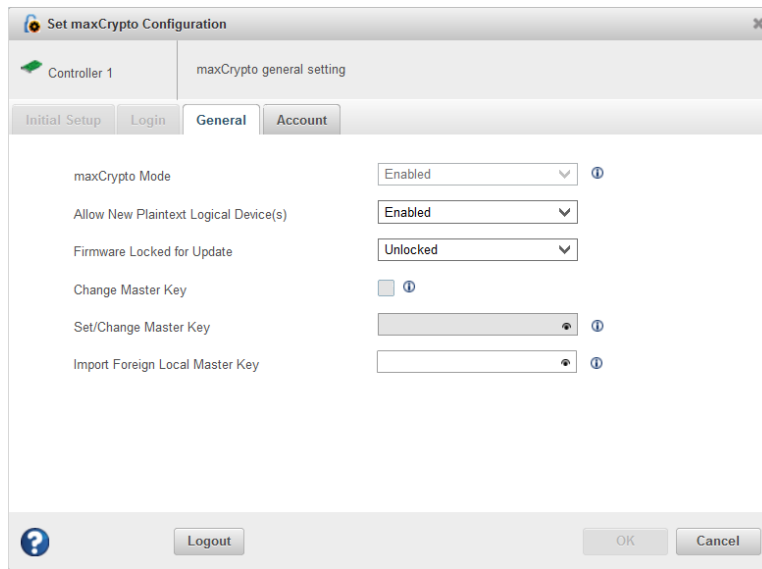 Set maxCrypto Configuration
Controller 1
maxCrypto general setting
Initial Setup Login General Account
maxCrypto Mode Enabled
Allow New Plaintext Logical Device(s) Enabled
Firmware Locked for Update Unlocked
Change Master Key
Set/Change Master Key
Import Foreign Local Master Key
Logout OK Cancel